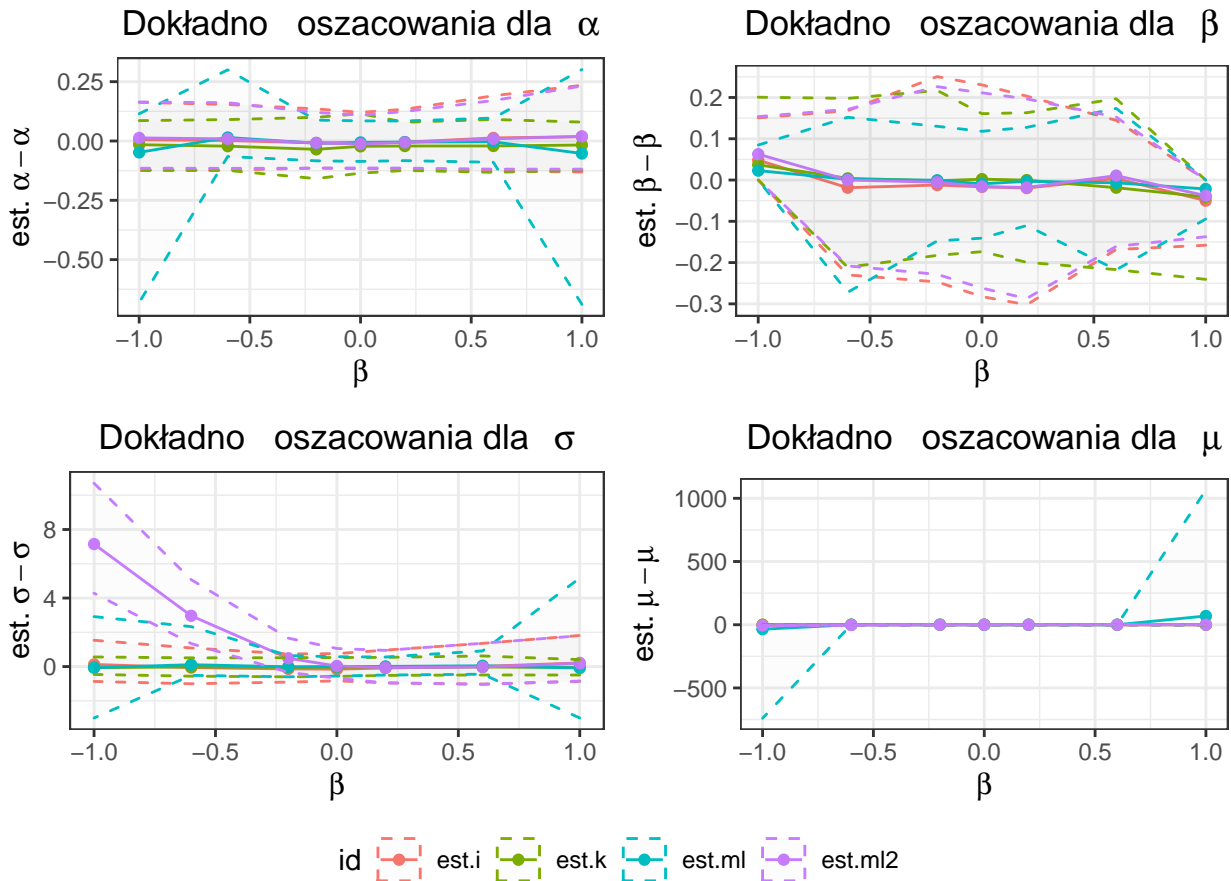 Dokładno oszacowania dla α
est. α − α
0.25
0.00
−0.25
−0.50
−1.0 −0.5 0.0 0.5 1.0
β
Dokładno oszacowania dla β
est. β − β
0.2
0.1
0.0
−0.1
−0.2
−0.3
−1.0 −0.5 0.0 0.5 1.0
β
Dokładno oszacowania dla σ
est. σ − σ
8
4
0
−1.0 −0.5 0.0 0.5 1.0
β
Dokładno oszacowania dla μ
est. μ − μ
1000
500
0
−500
−1.0 −0.5 0.0 0.5 1.0
β
id est.i est.k est.ml est.ml2